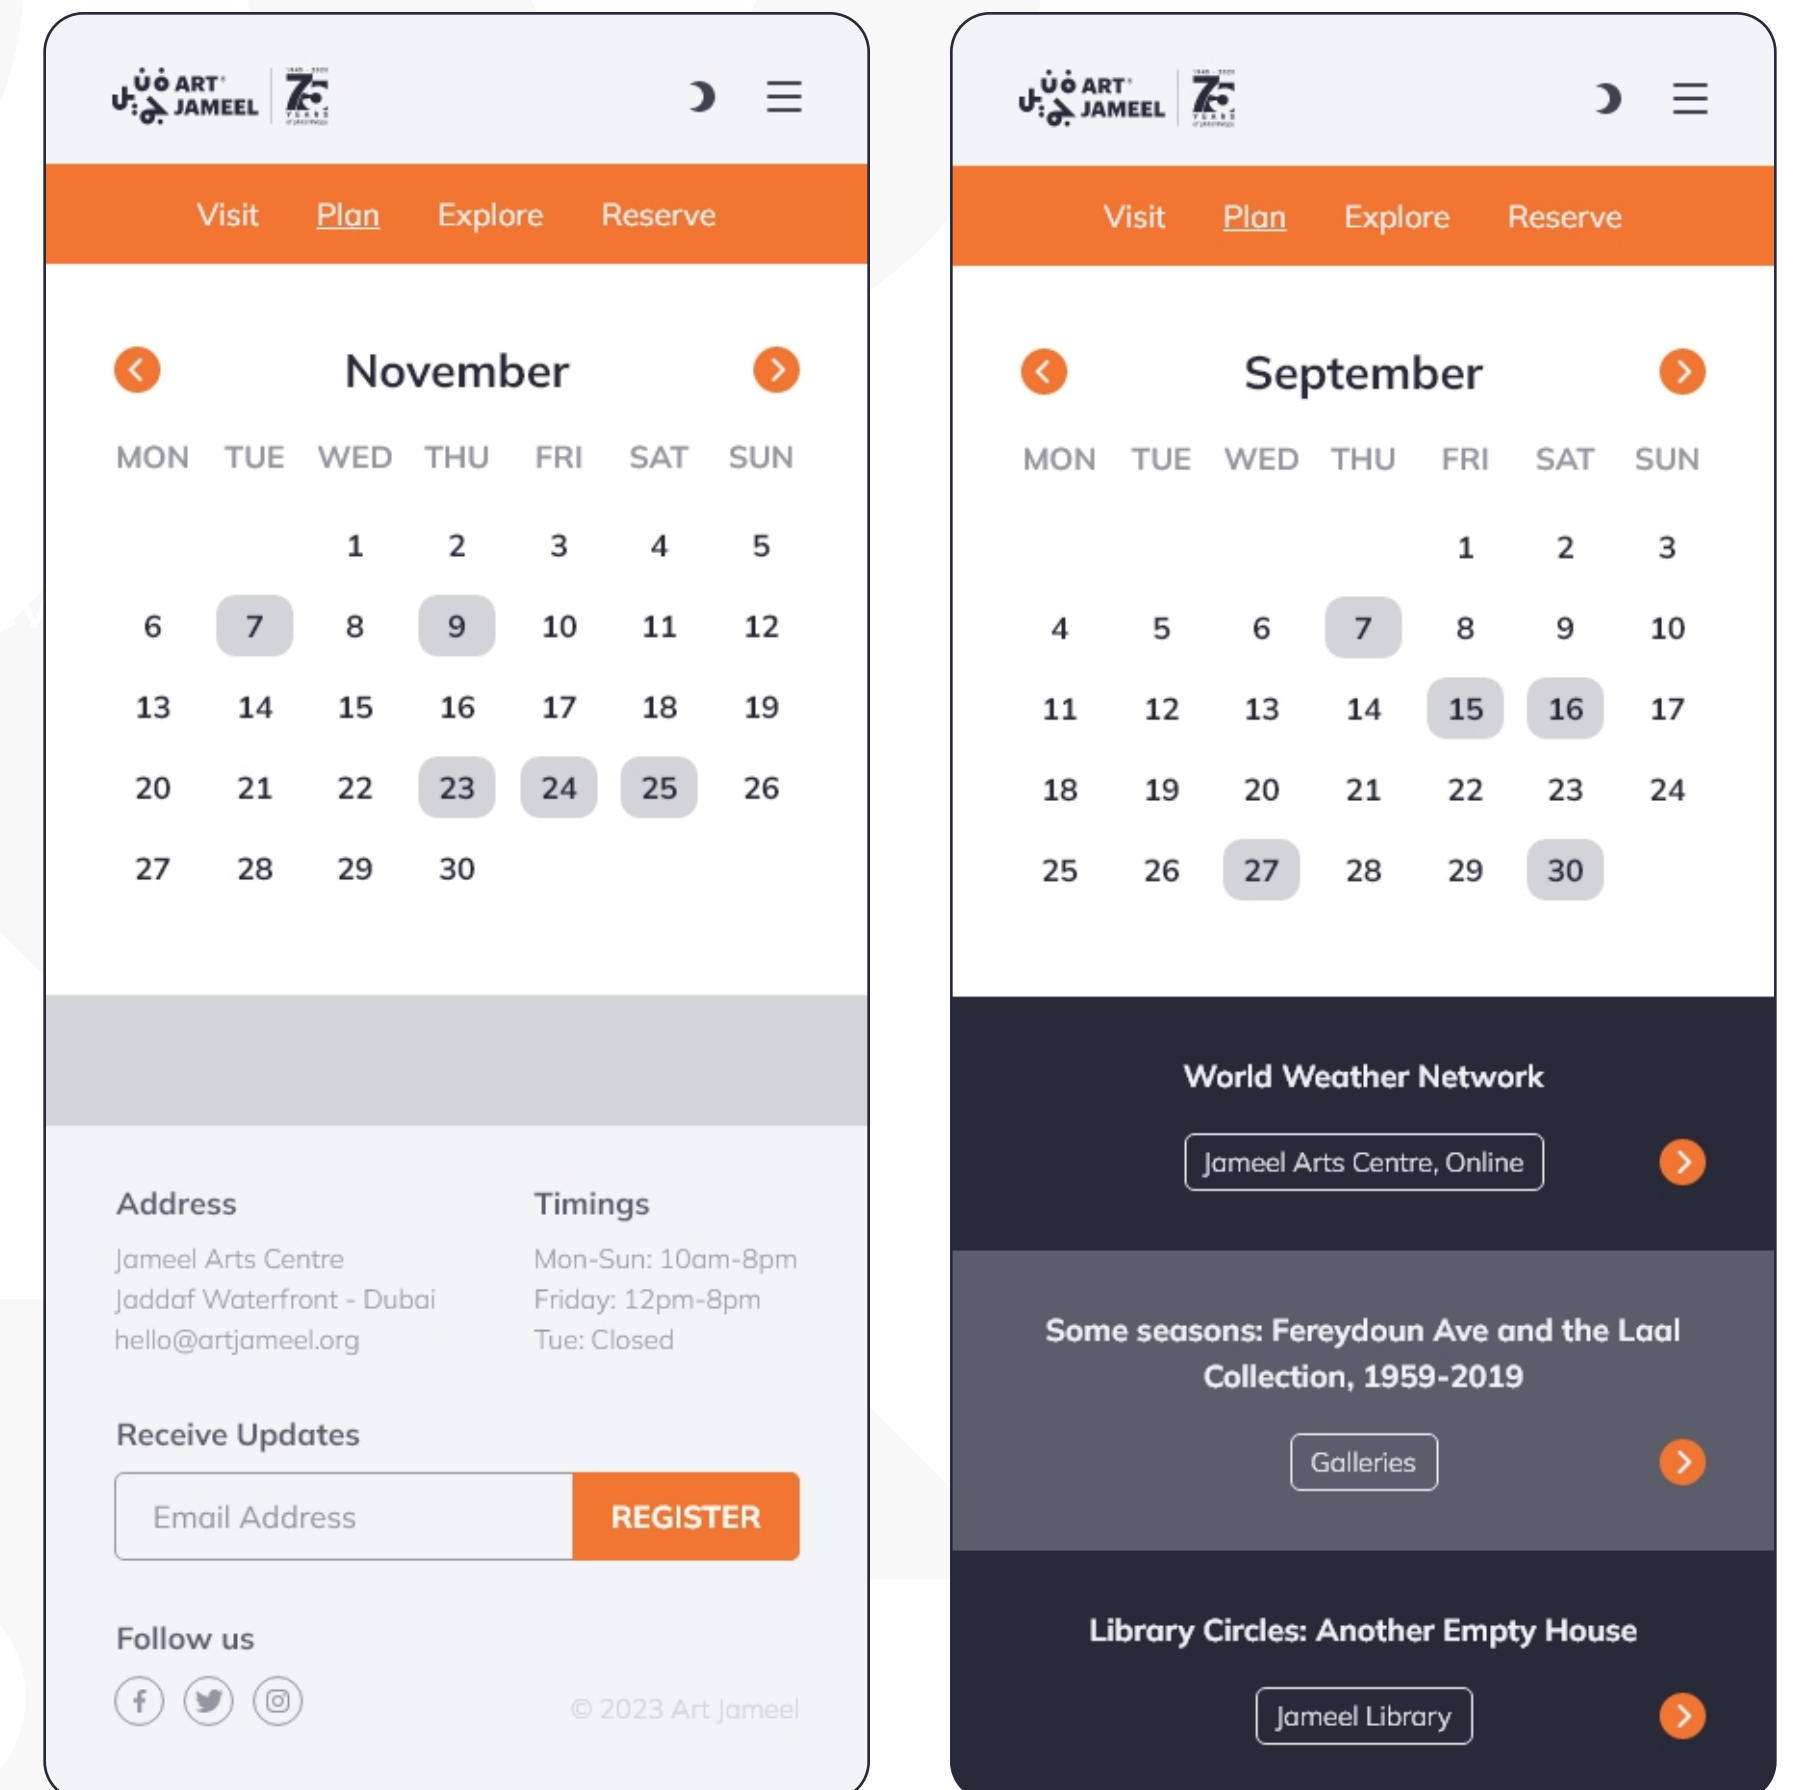 ART
JAMEEL
75
YEARS
Visit Plan Explore Reserve
November
MON TUE WED THU FRI SAT SUN
1 2 3 4 5
6 7 8 9 10 11 12
13 14 15 16 17 18 19
20 21 22 23 24 25 26
27 28 29 30
Address
Jameel Arts Centre
Jaddaf Waterfront - Dubai
hello@artjameel.org
Timings
Mon-Sun: 10am-8pm
Friday: 12pm-8pm
Tue: Closed
Receive Updates
Email Address REGISTER
Follow us
© 2023 Art Jameel
ART
JAMEEL
75
YEARS
Visit Plan Explore Reserve
September
MON TUE WED THU FRI SAT SUN
1 2 3
4 5 6 7 8 9 10
11 12 13 14 15 16 17
18 19 20 21 22 23 24
25 26 27 28 29 30
World Weather Network
Jameel Arts Centre, Online
Some seasons: Fereydoun Ave and the Laal
Collection, 1959-2019
Galleries
Library Circles: Another Empty House
Jameel Library